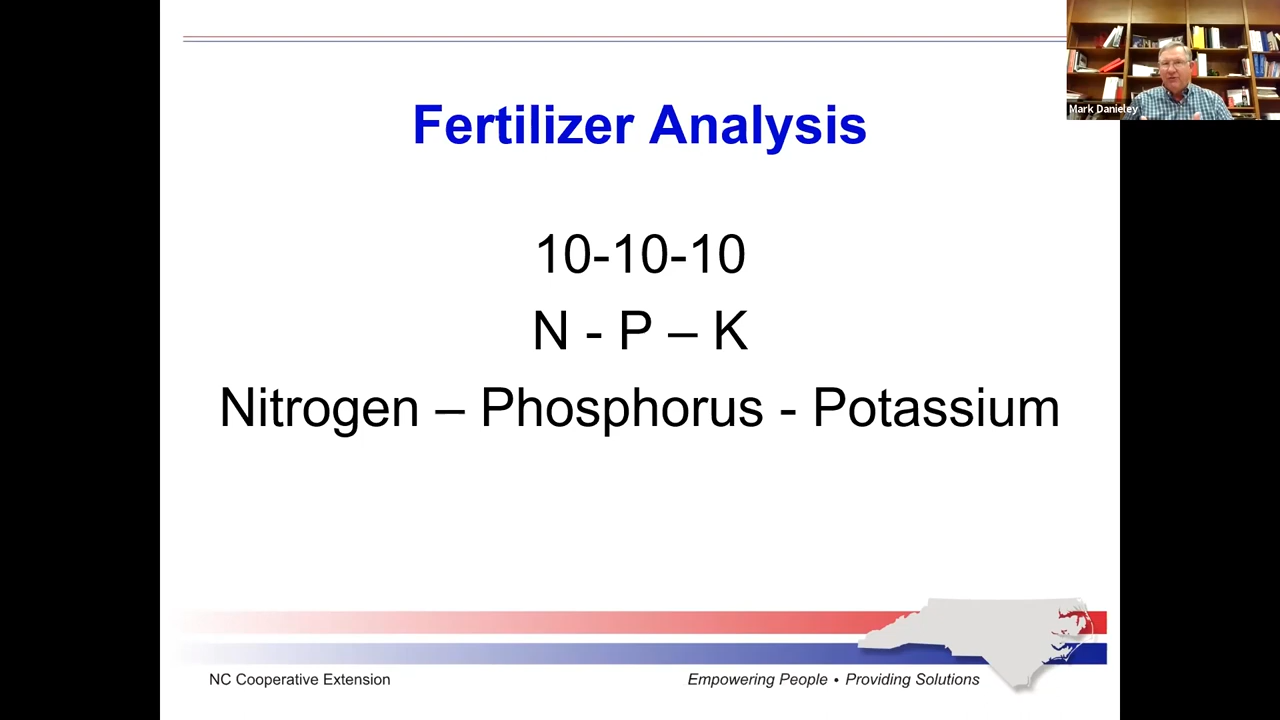 Mark Danieley
Fertilizer Analysis
10-10-10
N - P – K
Nitrogen – Phosphorus - Potassium
NC Cooperative Extension
Empowering People • Providing Solutions